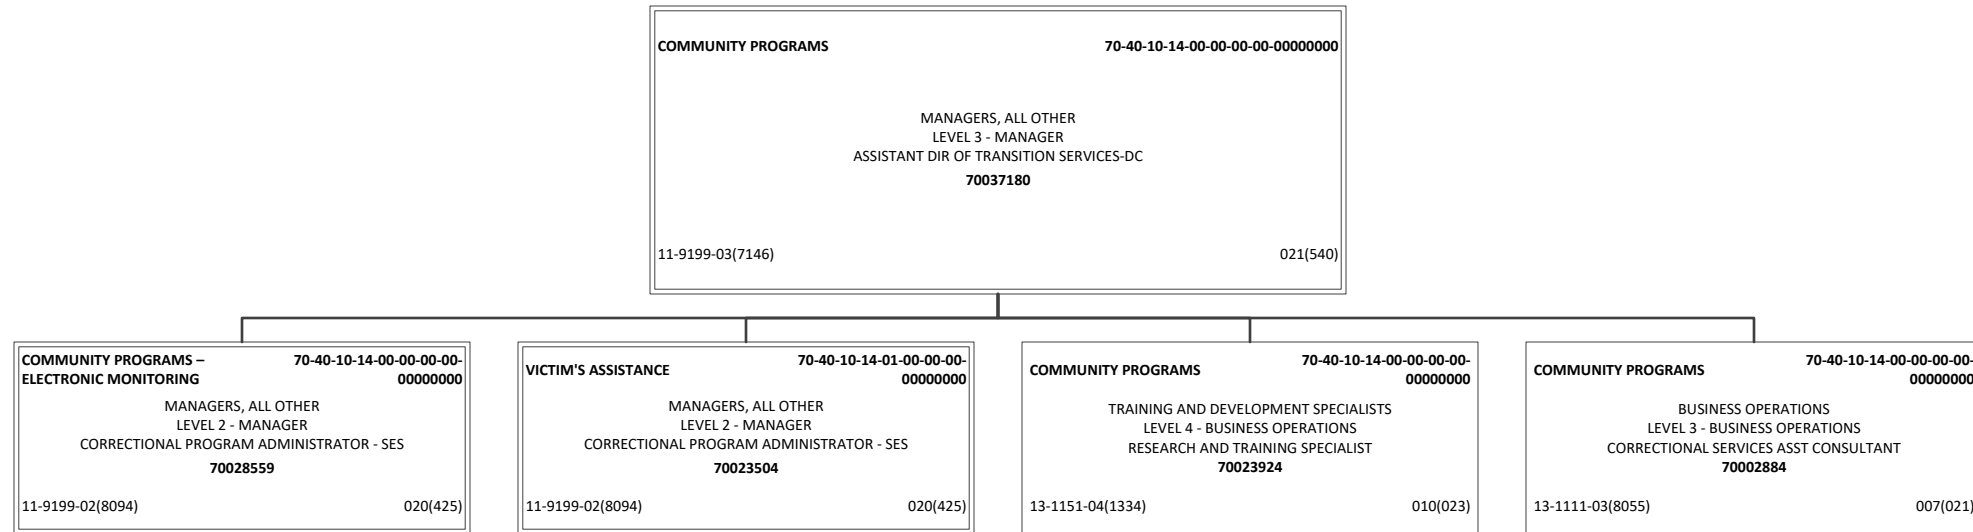 COMMUNITY PROGRAMS 70-40-10-14-00-00-00-00-00000000
MANAGERS, ALL OTHER
LEVEL 3 - MANAGER
ASSISTANT DIR OF TRANSITION SERVICES-DC
70037180
11-9199-03(7146) 021(540)
COMMUNITY PROGRAMS –
ELECTRONIC MONITORING
70-40-10-14-00-00-00-00-
00000000
MANAGERS, ALL OTHER
LEVEL 2 - MANAGER
CORRECTIONAL PROGRAM ADMINISTRATOR - SES
70028559
11-9199-02(8094) 020(425)
VICTIM'S ASSISTANCE
70-40-10-14-01-00-00-00-
00000000
MANAGERS, ALL OTHER
LEVEL 2 - MANAGER
CORRECTIONAL PROGRAM ADMINISTRATOR - SES
70023504
11-9199-02(8094) 020(425)
COMMUNITY PROGRAMS
70-40-10-14-00-00-00-00-
00000000
TRAINING AND DEVELOPMENT SPECIALISTS
LEVEL 4 - BUSINESS OPERATIONS
RESEARCH AND TRAINING SPECIALIST
70023924
13-1151-04(1334) 010(023)
COMMUNITY PROGRAMS
70-40-10-14-00-00-00-00-
00000000
BUSINESS OPERATIONS
LEVEL 3 - BUSINESS OPERATIONS
CORRECTIONAL SERVICES ASST CONSULTANT
70002884
13-1111-03(8055) 007(021)